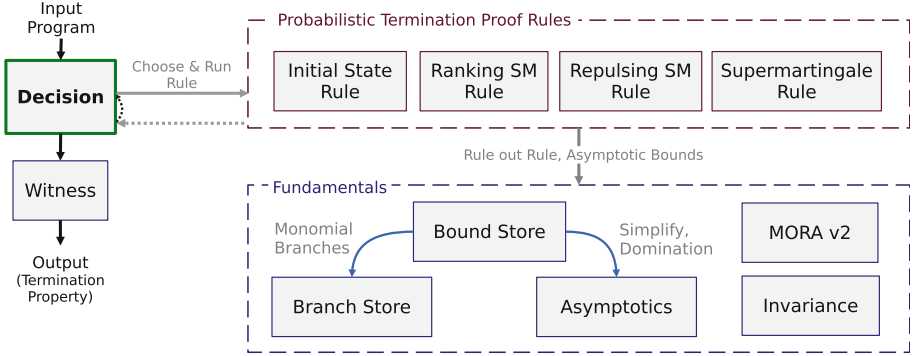 Input
Program
Decision
Witness
Output
(Termination
Property)
Choose & Run
Rule
Probabilistic Termination Proof Rules
Initial State
Rule
Ranking SM
Rule
Repulsing SM
Rule
Supermartingale
Rule
Rule out Rule, Asymptotic Bounds
Fundamentals
Monomial
Branches
Bound Store
Simplify,
Domination
Branch Store
Asymptotics
MORA v2
Invariance